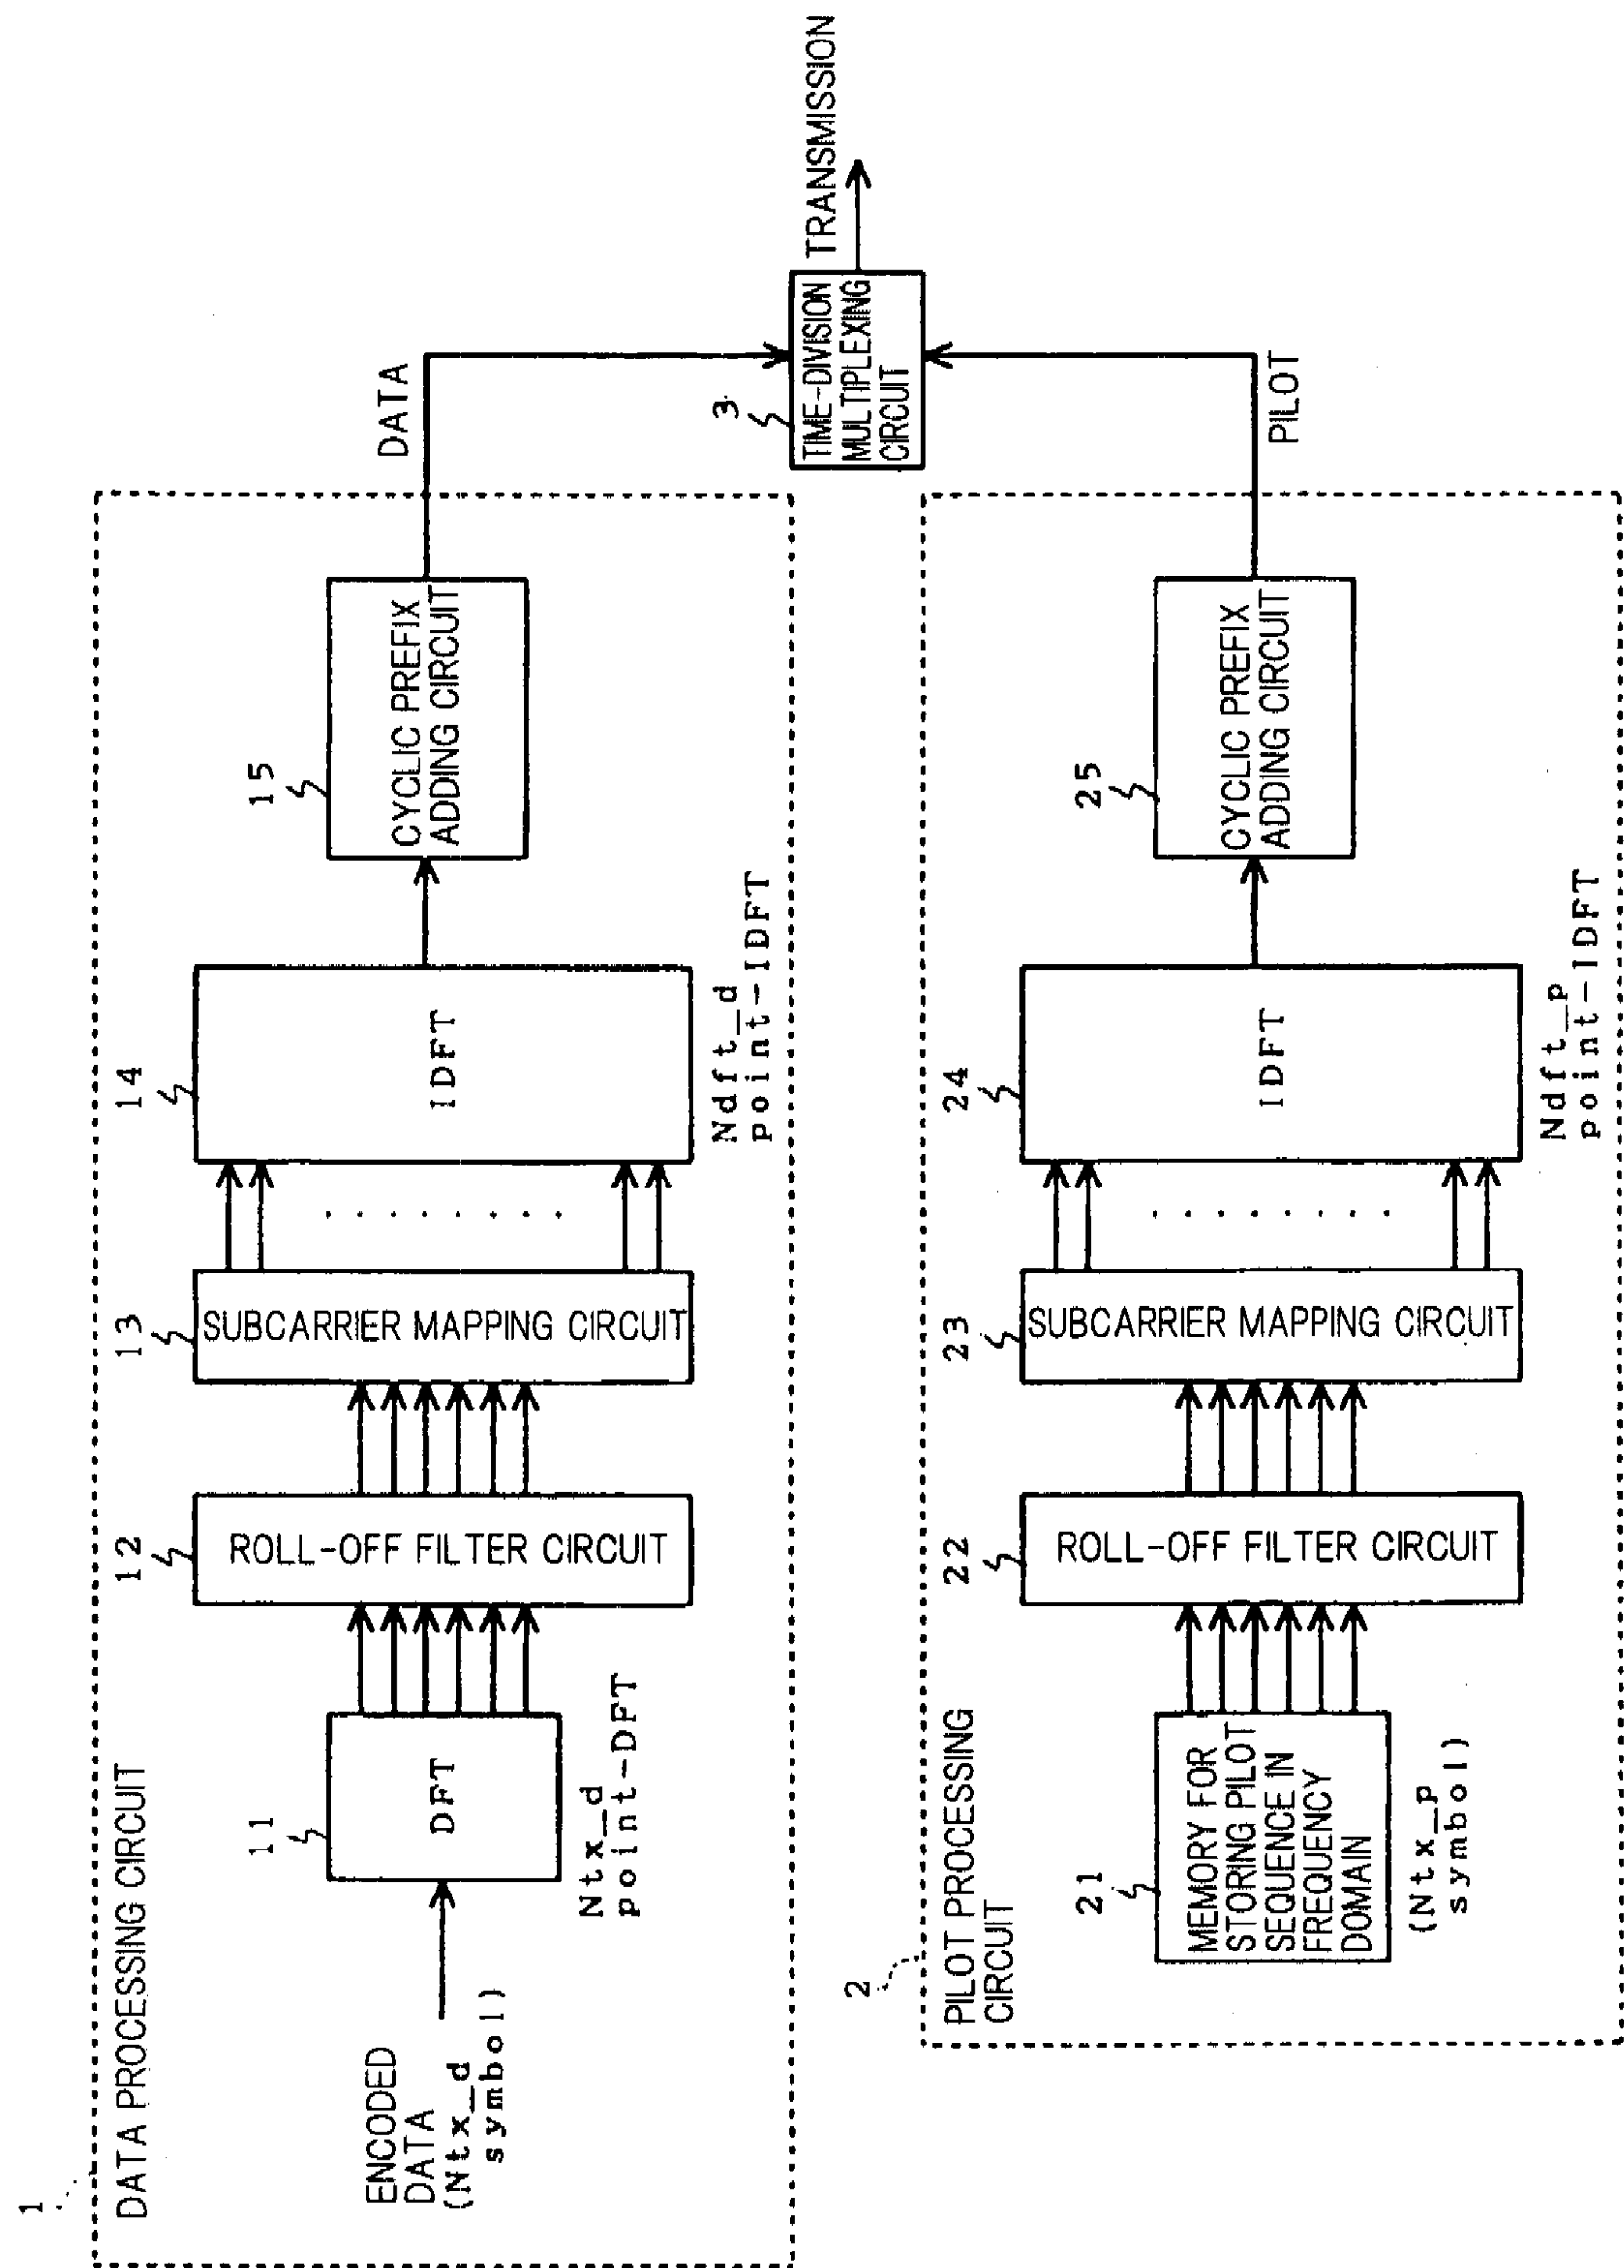 1
DATA PROCESSING CIRCUIT
ENCODED
DATA
(Ntx_d
symbol)
11
DFT
Ntx_d
point-DFT
12
ROLL-OFF FILTER CIRCUIT
13
SUBCARRIER MAPPING CIRCUIT
14
IDFT
Ndft_d
point-IDFT
15
CYCLIC PREFIX
ADDING CIRCUIT
DATA
3
TIME-DIVISION
MULTIPLEXING
CIRCUIT
TRANSMISSION
2
PILOT PROCESSING
CIRCUIT
21
MEMORY FOR
STORING PILOT
SEQUENCE IN
FREQUENCY
DOMAIN
(Ntx_p
symbol)
22
ROLL-OFF FILTER CIRCUIT
23
SUBCARRIER MAPPING CIRCUIT
24
IDFT
Ndft_p
point-IDFT
25
CYCLIC PREFIX
ADDING CIRCUIT
PILOT